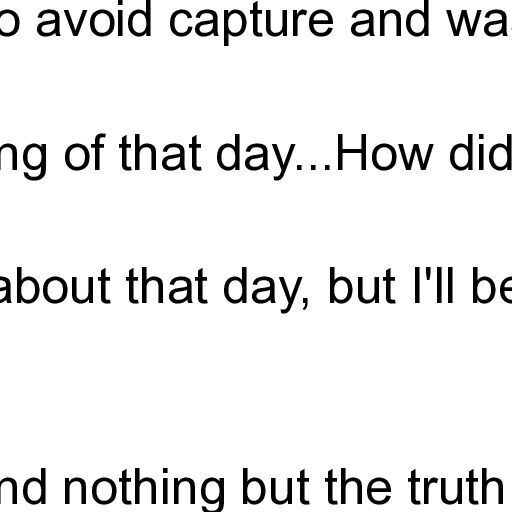 o avoid capture and wa
ng of that day...How did
about that day, but I'll be
nd nothing but the truth